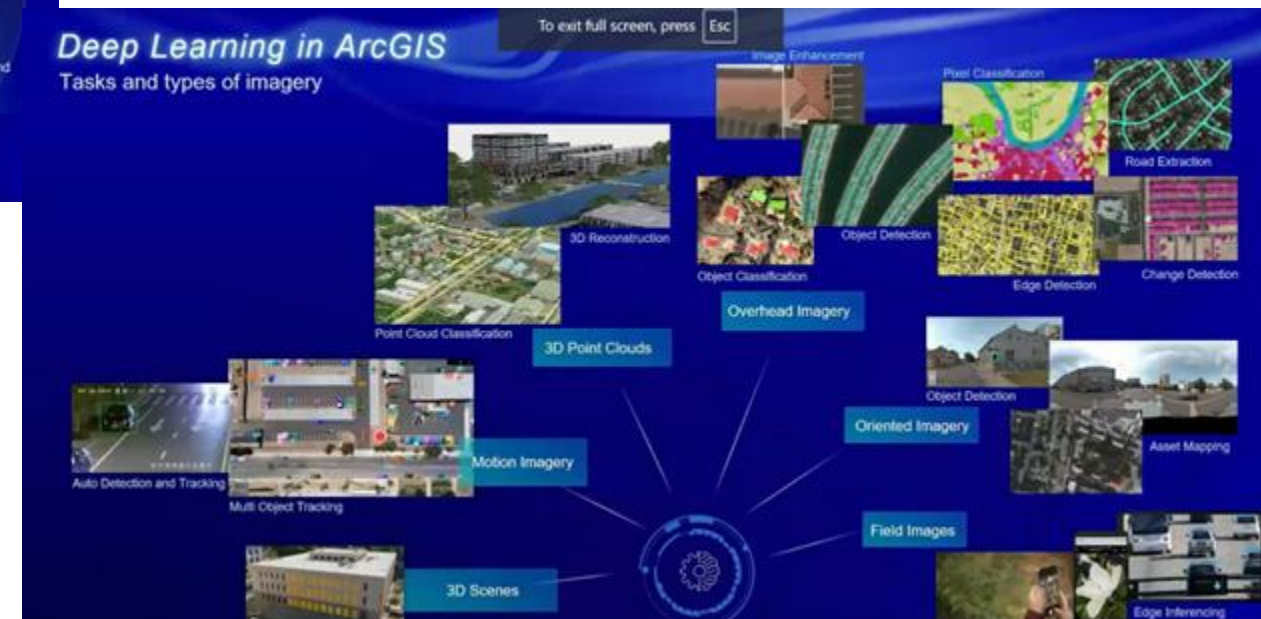 To exit full screen, press Esc
Deep Learning in ArcGIS
Tasks and types of imagery
nd
Image Enhancement
Pixel Classification
Road Extraction
3D Reconstruction
Object Detection
Object Classification
Edge Detection
Change Detection
Overhead Imagery
Point Cloud Classification
3D Point Clouds
Object Detection
Oriented Imagery
Asset Mapping
Motion Imagery
Auto Detection and Tracking
Multi Object Tracking
Field Images
3D Scenes
Edge Inferencing